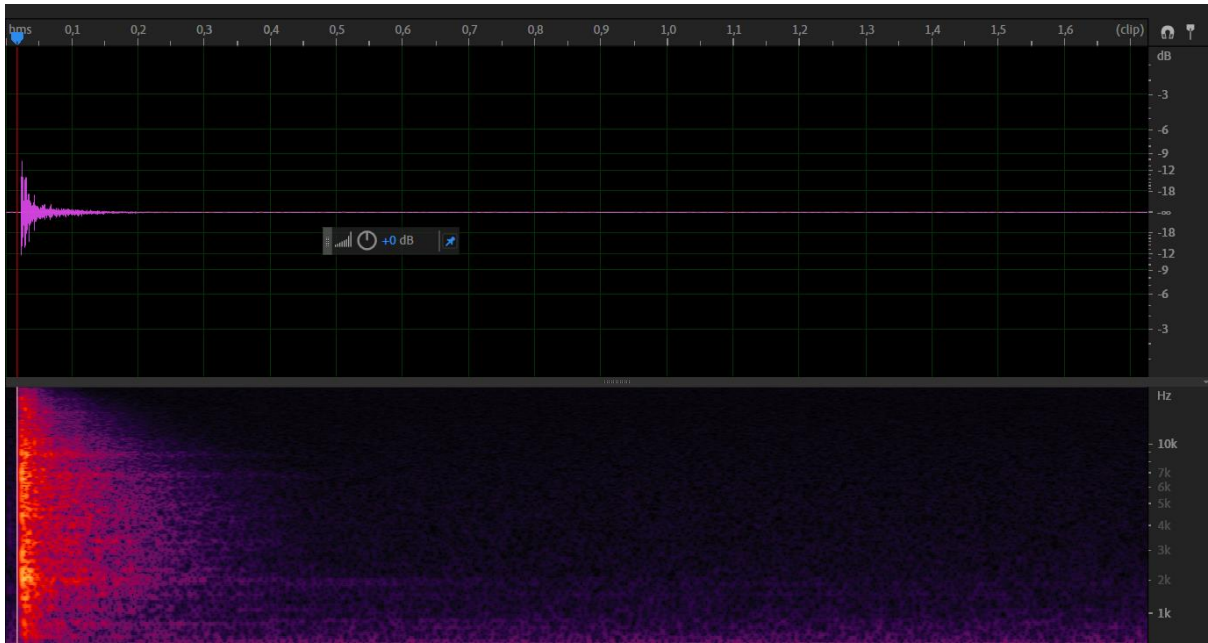 hms 0,1 0,2 0,3 0,4 0,5 0,6 0,7 0,8 0,9 1,0 1,1 1,2 1,3 1,4 1,5 1,6 (clip)
dB
-3
-6
-9
-12
-18
-∞
-18
-12
-9
-6
-3
+0 dB
Hz
10k
7k
6k
5k
4k
3k
2k
1k